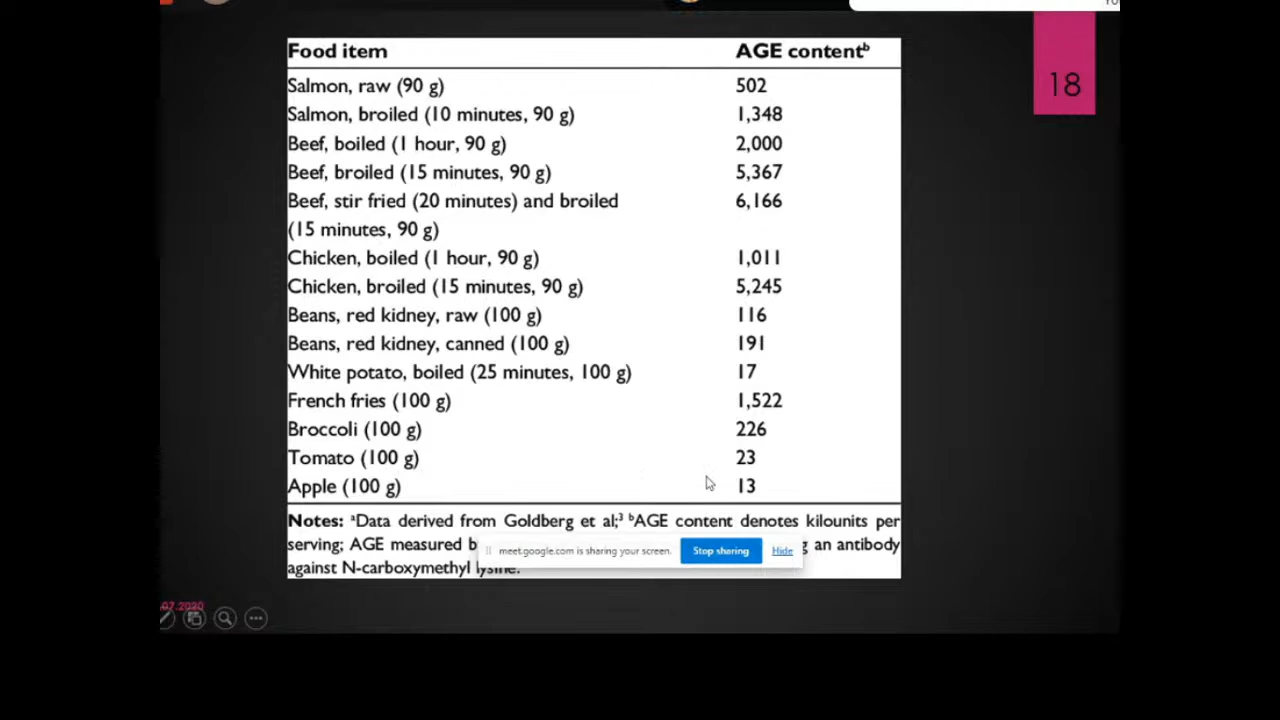 18
Food item AGE contentᵇ
Salmon, raw (90 g) 502
Salmon, broiled (10 minutes, 90 g) 1,348
Beef, boiled (1 hour, 90 g) 2,000
Beef, broiled (15 minutes, 90 g) 5,367
Beef, stir fried (20 minutes) and broiled 6,166
(15 minutes, 90 g)
Chicken, boiled (1 hour, 90 g) 1,011
Chicken, broiled (15 minutes, 90 g) 5,245
Beans, red kidney, raw (100 g) 116
Beans, red kidney, canned (100 g) 191
White potato, boiled (25 minutes, 100 g) 17
French fries (100 g) 1,522
Broccoli (100 g) 226
Tomato (100 g) 23
Apple (100 g) 13
Notes: ᵃData derived from Goldberg et al;³ ᵇAGE content denotes kilounits per
serving; AGE measured an antibody
against N-carboxymethyl lysine.
meet.google.com is sharing your screen. Stop sharing Hide
.07.2020